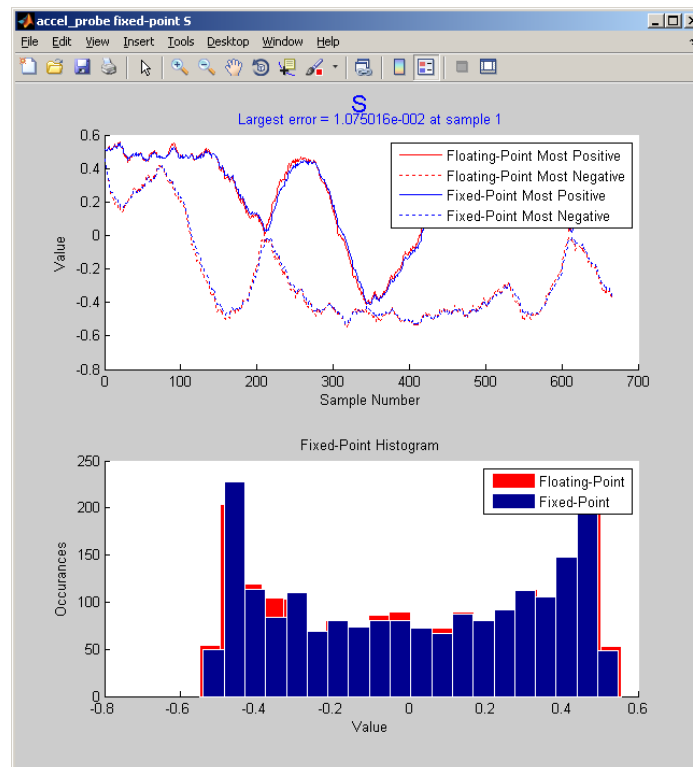 accel_probe fixed-point S
File Edit View Insert Tools Desktop Window Help
S
Largest error = 1.075016e-002 at sample 1
0.6
0.4
0.2
0
-0.2
-0.4
-0.6
-0.8
Value
Floating-Point Most Positive
Floating-Point Most Negative
Fixed-Point Most Positive
Fixed-Point Most Negative
0 100 200 300 400 500 600 700
Sample Number
Fixed-Point Histogram
250
200
150
100
50
0
Occurances
Floating-Point
Fixed-Point
-0.8 -0.6 -0.4 -0.2 0 0.2 0.4 0.6
Value